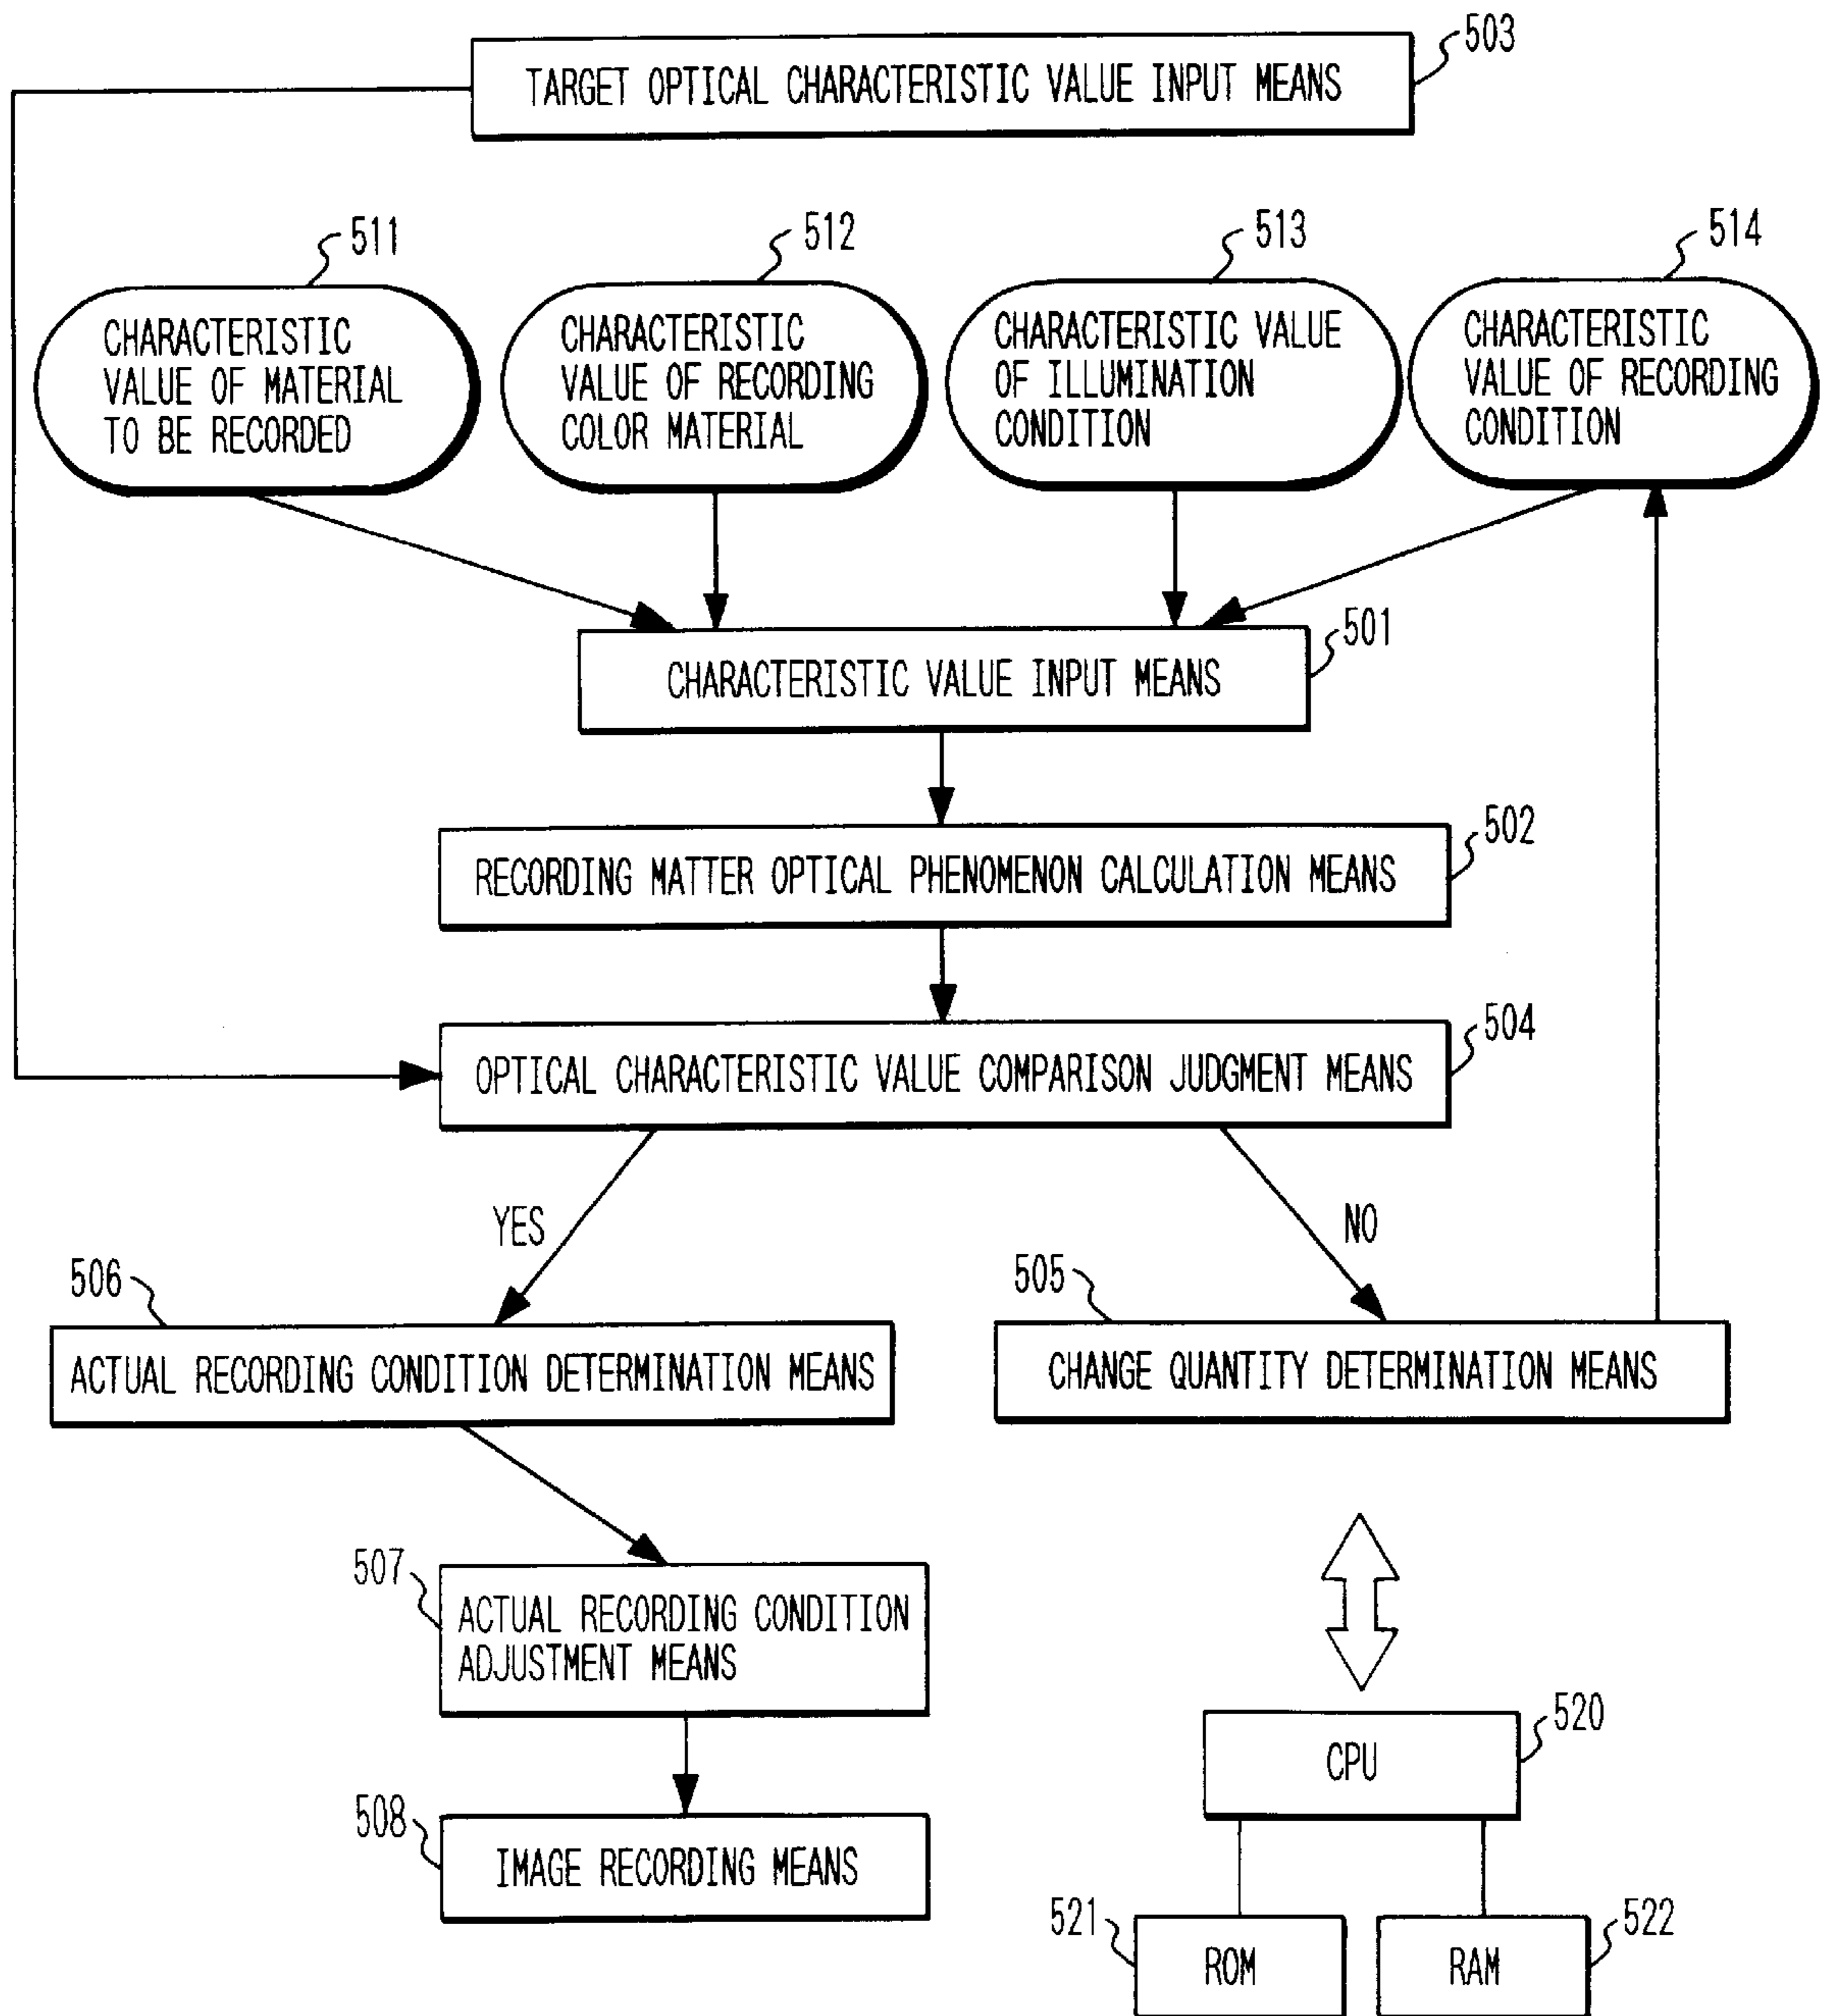 503
TARGET OPTICAL CHARACTERISTIC VALUE INPUT MEANS
511
512
513
514
CHARACTERISTIC
VALUE OF MATERIAL
TO BE RECORDED
CHARACTERISTIC
VALUE OF RECORDING
COLOR MATERIAL
CHARACTERISTIC VALUE
OF ILLUMINATION
CONDITION
CHARACTERISTIC
VALUE OF RECORDING
CONDITION
501
CHARACTERISTIC VALUE INPUT MEANS
502
RECORDING MATTER OPTICAL PHENOMENON CALCULATION MEANS
504
OPTICAL CHARACTERISTIC VALUE COMPARISON JUDGMENT MEANS
YES
NO
506
505
ACTUAL RECORDING CONDITION DETERMINATION MEANS
CHANGE QUANTITY DETERMINATION MEANS
507
ACTUAL RECORDING CONDITION
ADJUSTMENT MEANS
520
CPU
508
IMAGE RECORDING MEANS
521
ROM
522
RAM